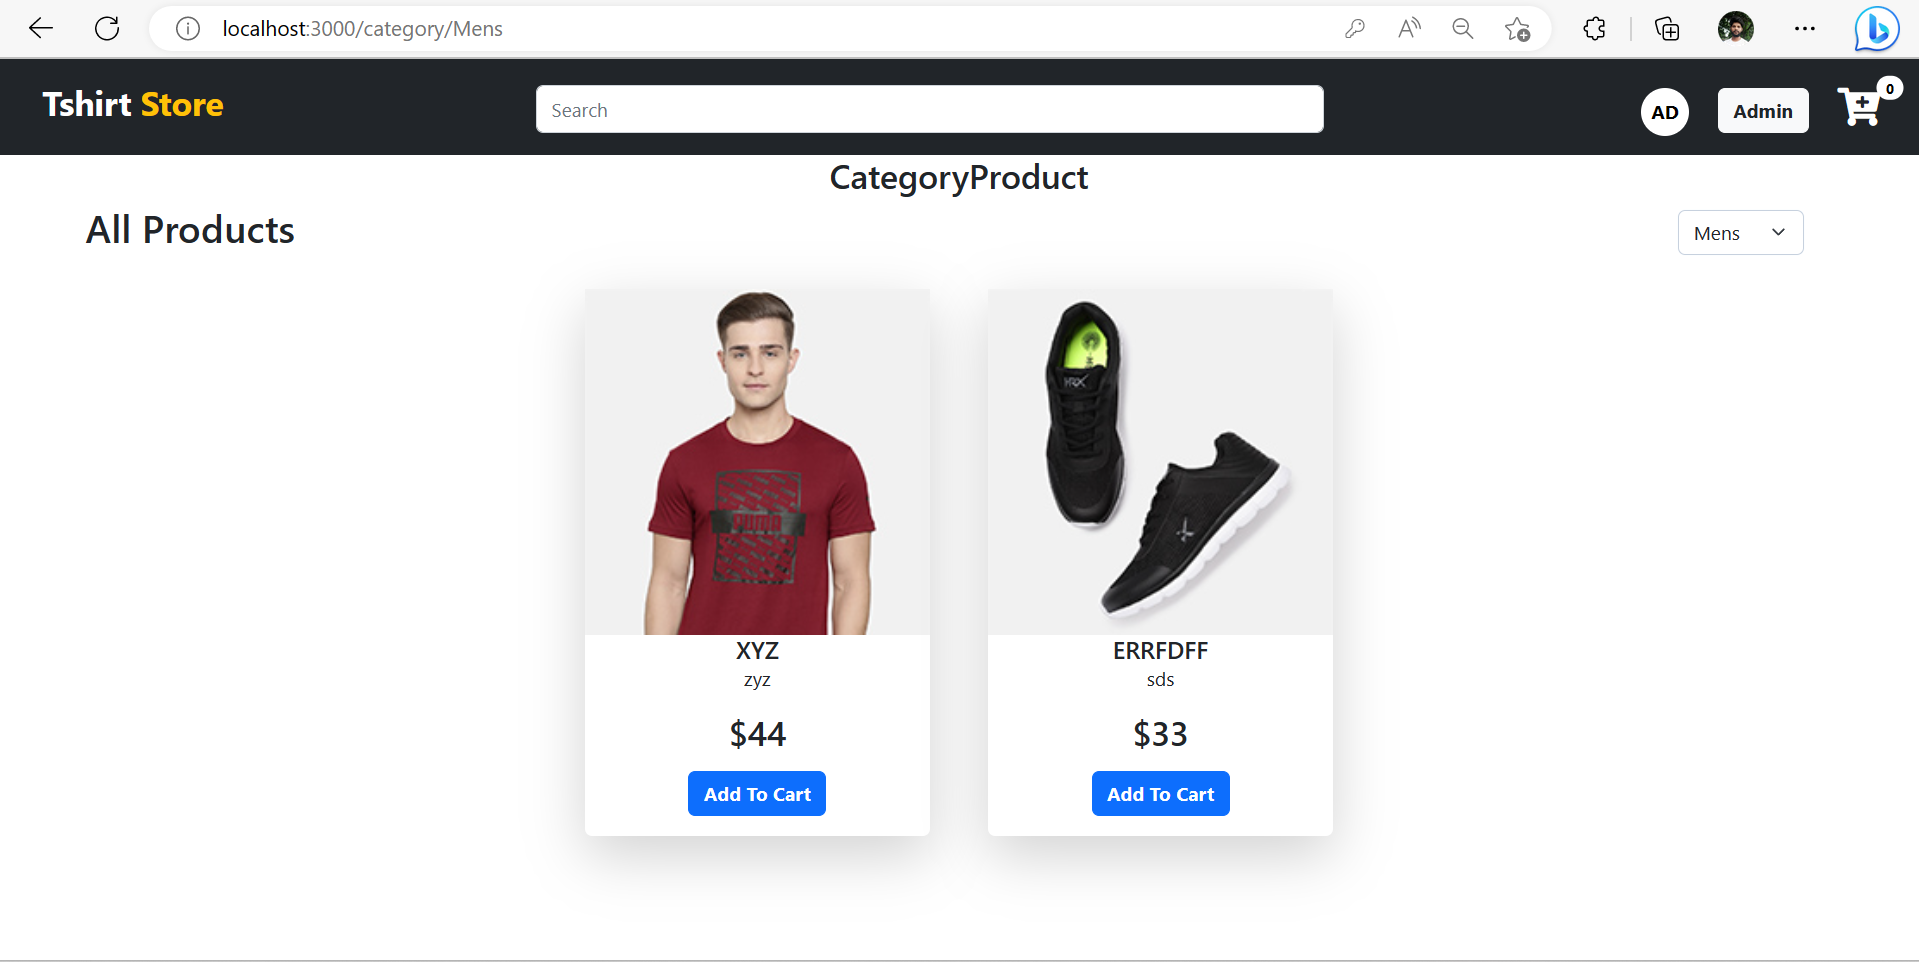 localhost:3000/category/Mens
Tshirt Store
Search
AD
Admin
0
CategoryProduct
All Products
Mens
HRX
PUMA
XYZ
zyz
$44
Add To Cart
ERRFDFF
sds
$33
Add To Cart